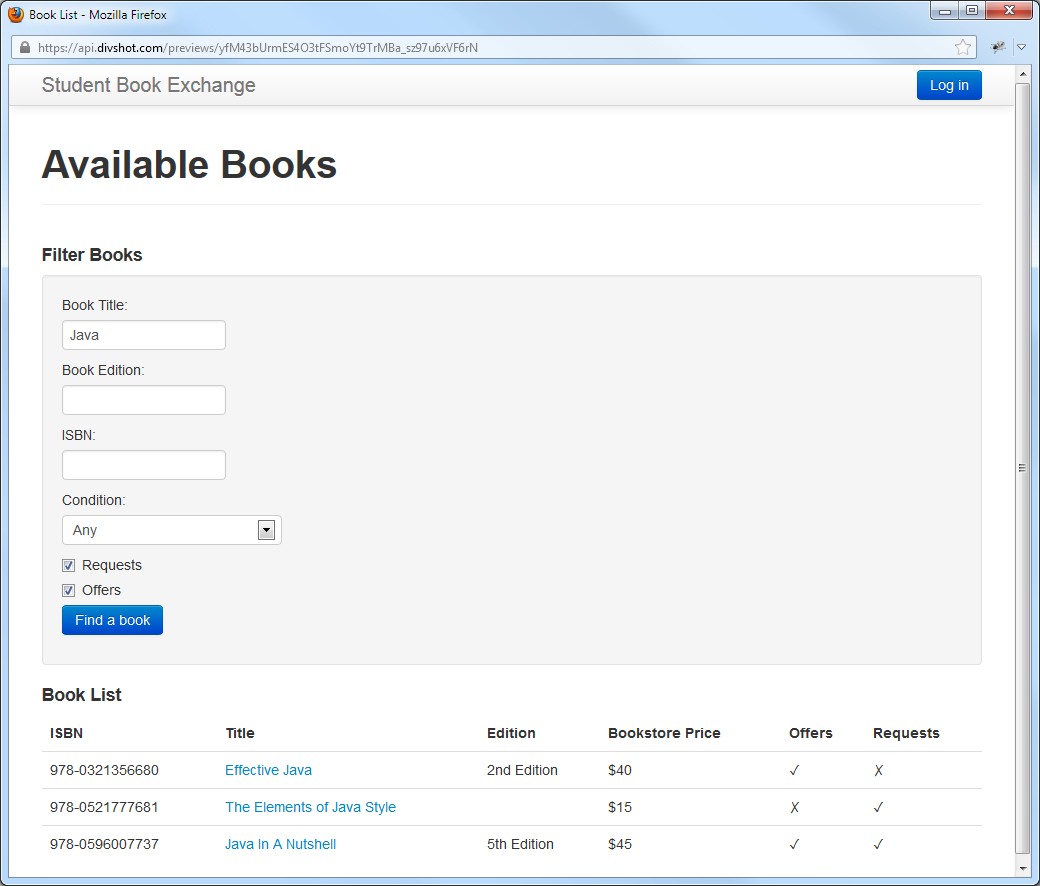 Book List - Mozilla Firefox
https://api.divshot.com/previews/yfM43bUrmES4O3tFSmoYt9TrMBa_sz97u6xVF6rN
Student Book Exchange Log in
Available Books
Filter Books
Book Title:
Java
Book Edition:
ISBN:
Condition:
Any
Requests
Offers
Find a book
Book List
ISBN Title Edition Bookstore Price Offers Requests
978-0321356680 Effective Java 2nd Edition $40 ✓ ✗
978-0521777681 The Elements of Java Style $15 ✗ ✓
978-0596007737 Java In A Nutshell 5th Edition $45 ✓ ✓